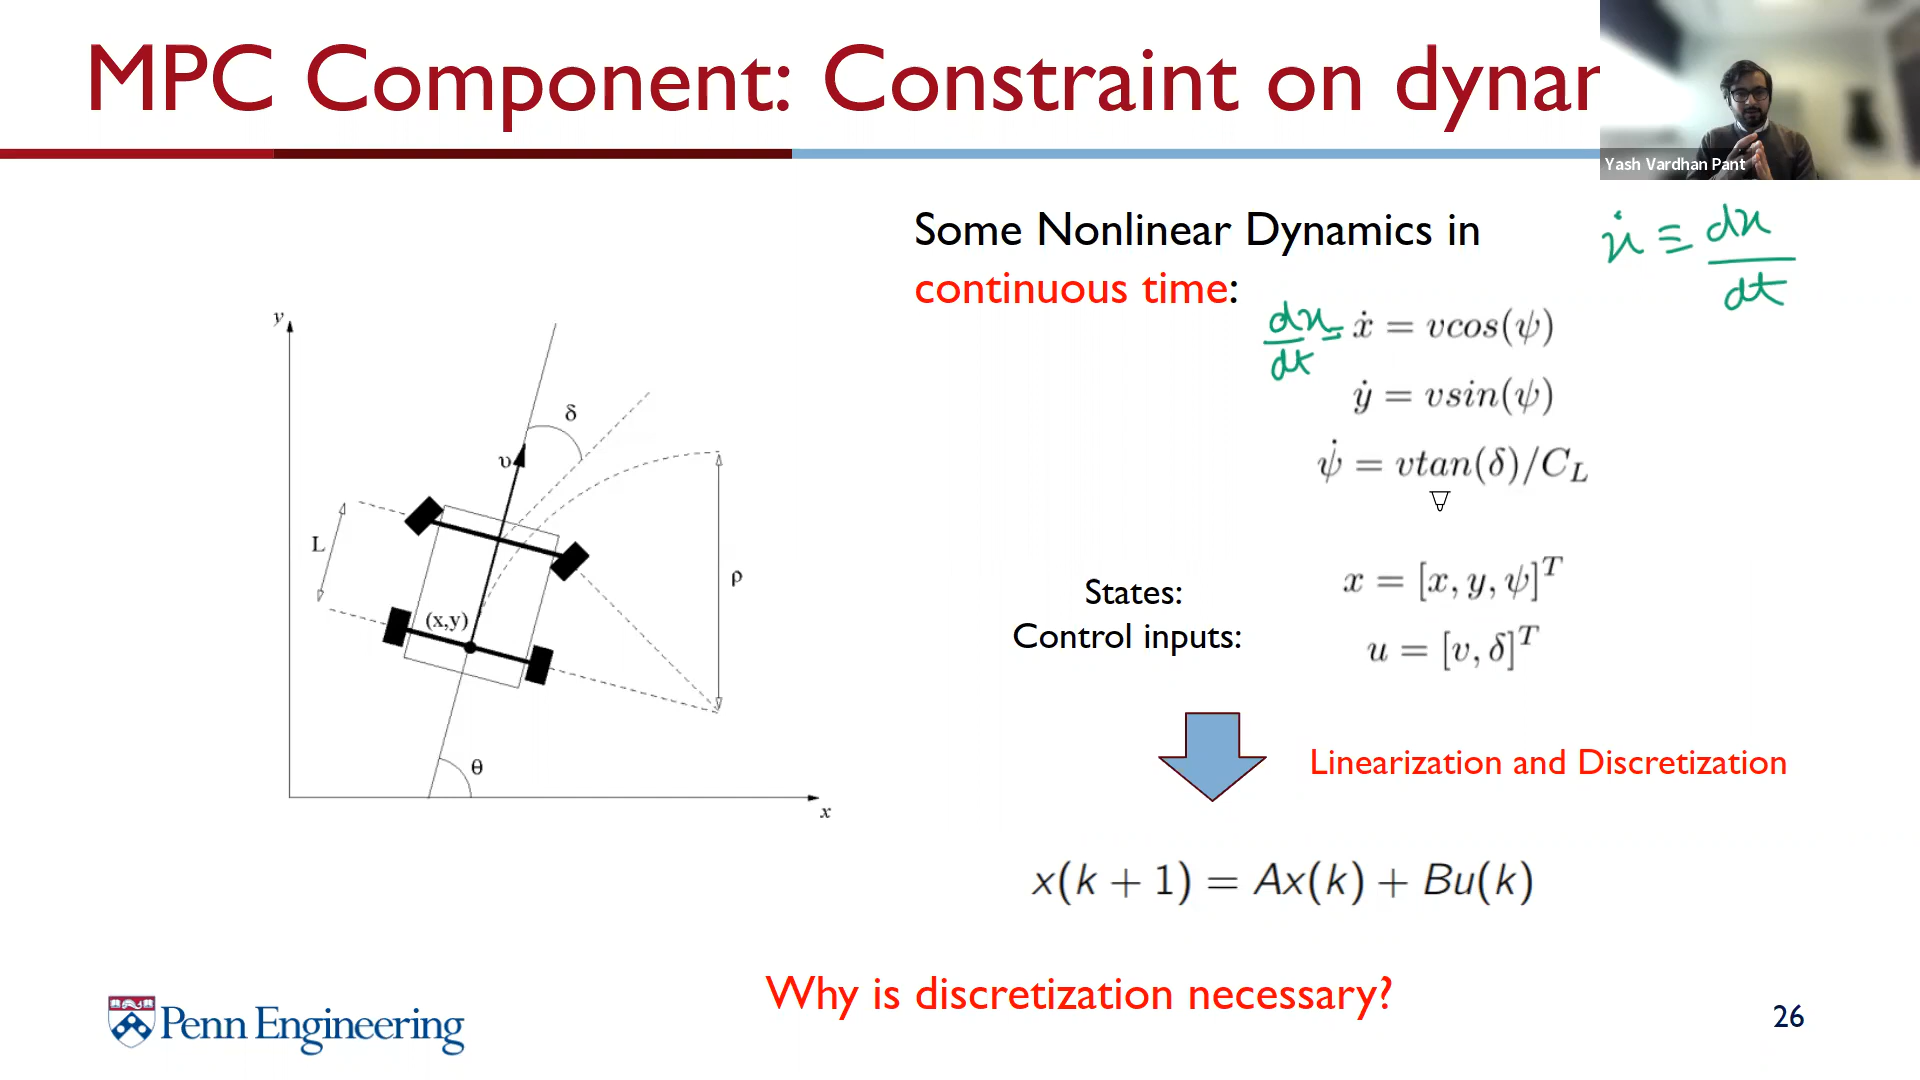 MPC Component: Constraint on dynam
Yash Vardhan Pant
Some Nonlinear Dynamics in
continuous time:
ẋ ≡ dx/dt
dx/dt = ẋ = vcos(ψ)
ẏ = vsin(ψ)
ψ̇ = vtan(δ)/C_L
y
δ
υ
L
(x,y)
ρ
θ
x
States: x = [x, y, ψ]^T
Control inputs: u = [v, δ]^T
Linearization and Discretization
x(k + 1) = Ax(k) + Bu(k)
Why is discretization necessary?
Penn Engineering
26